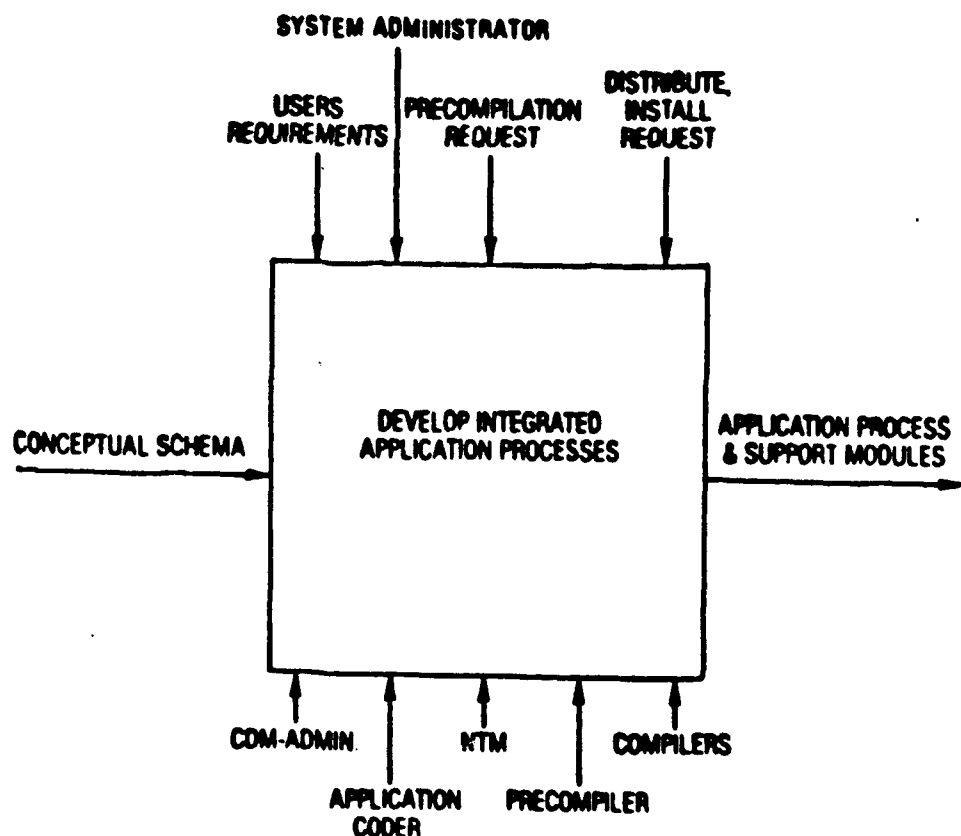 SYSTEM ADMINISTRATOR
USERS
REQUIREMENTS
PRECOMPILATION
REQUEST
DISTRIBUTE,
INSTALL
REQUEST
CONCEPTUAL SCHEMA
DEVELOP INTEGRATED
APPLICATION PROCESSES
APPLICATION PROCESS
& SUPPORT MODULES
CDM-ADMIN
APPLICATION
CODER
NTM
PRECOMPILER
COMPILERS